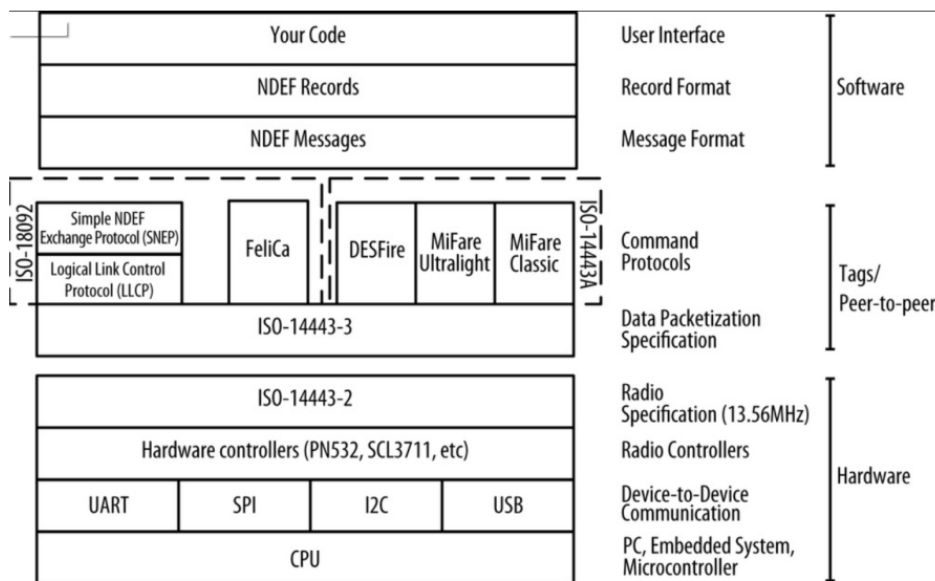 Your Code
User Interface
NDEF Records
Record Format
Software
NDEF Messages
Message Format
ISO-18092
Simple NDEF
Exchange Protocol (SNEP)
Logical Link Control
Protocol (LLCP)
FeliCa
DESFire
MiFare
Ultralight
MiFare
Classic
ISO-14443A
Command
Protocols
Tags/
Peer-to-peer
ISO-14443-3
Data Packetization
Specification
ISO-14443-2
Radio
Specification (13.56MHz)
Hardware controllers (PN532, SCL3711, etc)
Radio Controllers
Hardware
UART
SPI
I2C
USB
Device-to-Device
Communication
CPU
PC, Embedded System,
Microcontroller